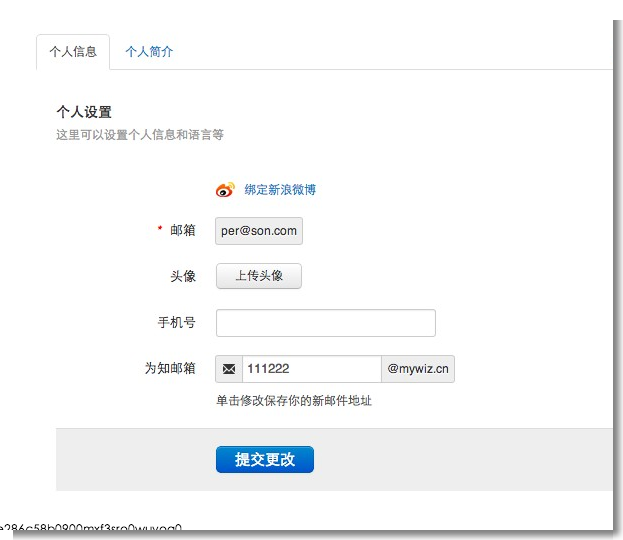 个人信息 个人简介
个人设置
这里可以设置个人信息和语言等
绑定新浪微博
* 邮箱 per@son.com
头像 上传头像
手机号
为知邮箱 111222 @mywiz.cn
单击修改保存你的新邮件地址
提交更改